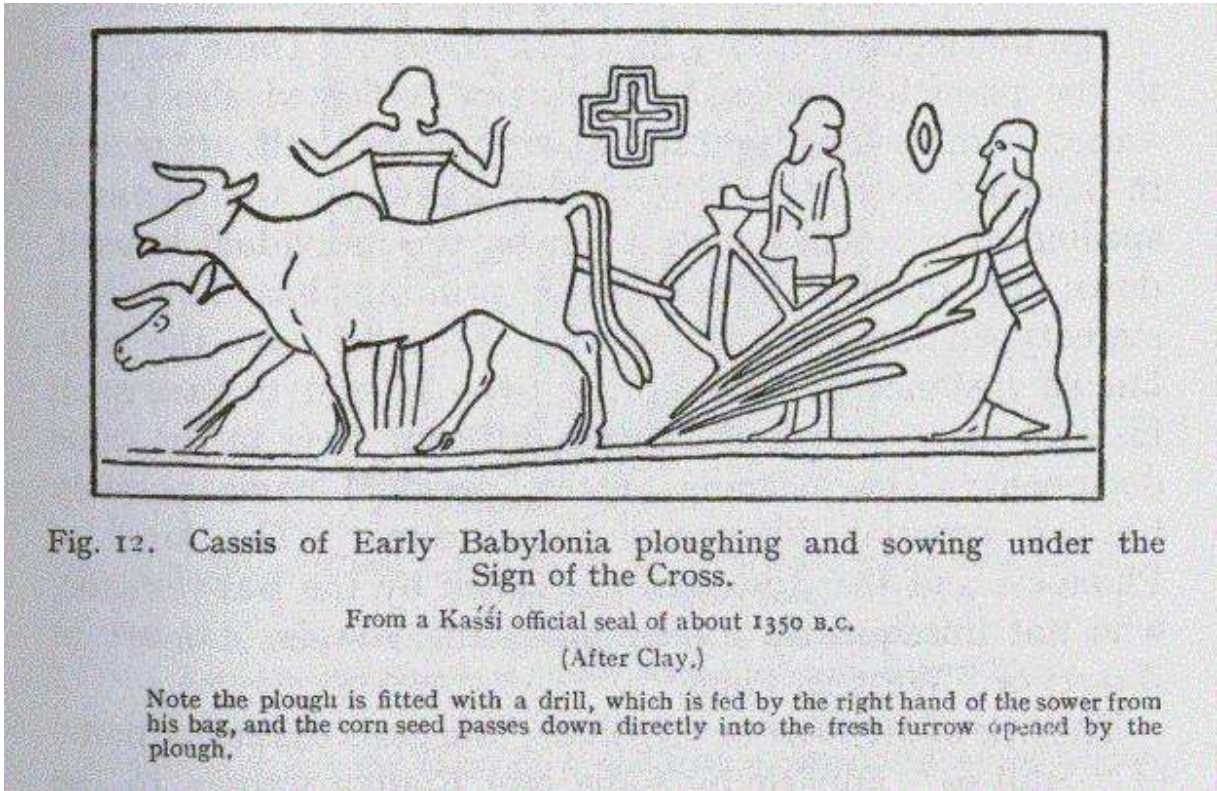 Fig. 12. Cassis of Early Babylonia ploughing and sowing under the
Sign of the Cross.
From a Kaśśi official seal of about 1350 B.C.
(After Clay.)
Note the plough is fitted with a drill, which is fed by the right hand of the sower from
his bag, and the corn seed passes down directly into the fresh furrow opened by the
plough.